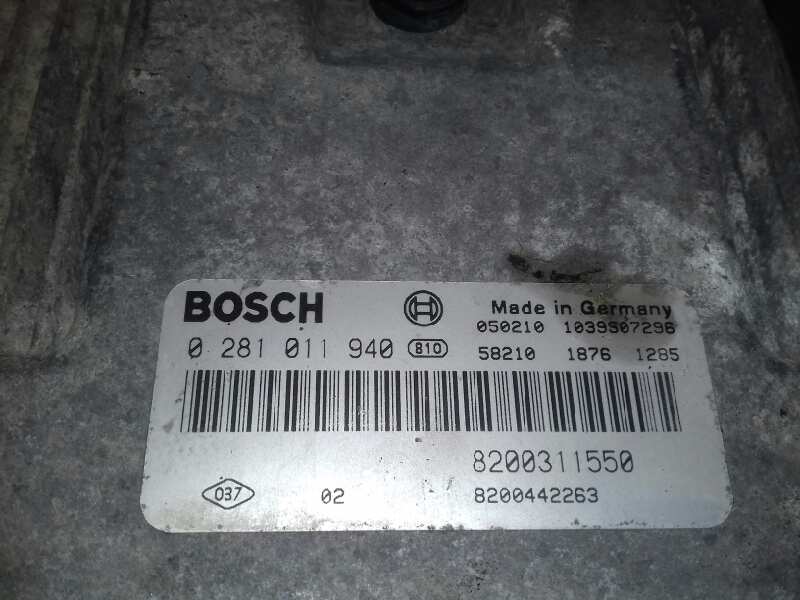 BOSCH
Made in Germany
050210 1039S07296
0 281 011 940 810
58210 1876 1285
8200311550
037 02 8200442263